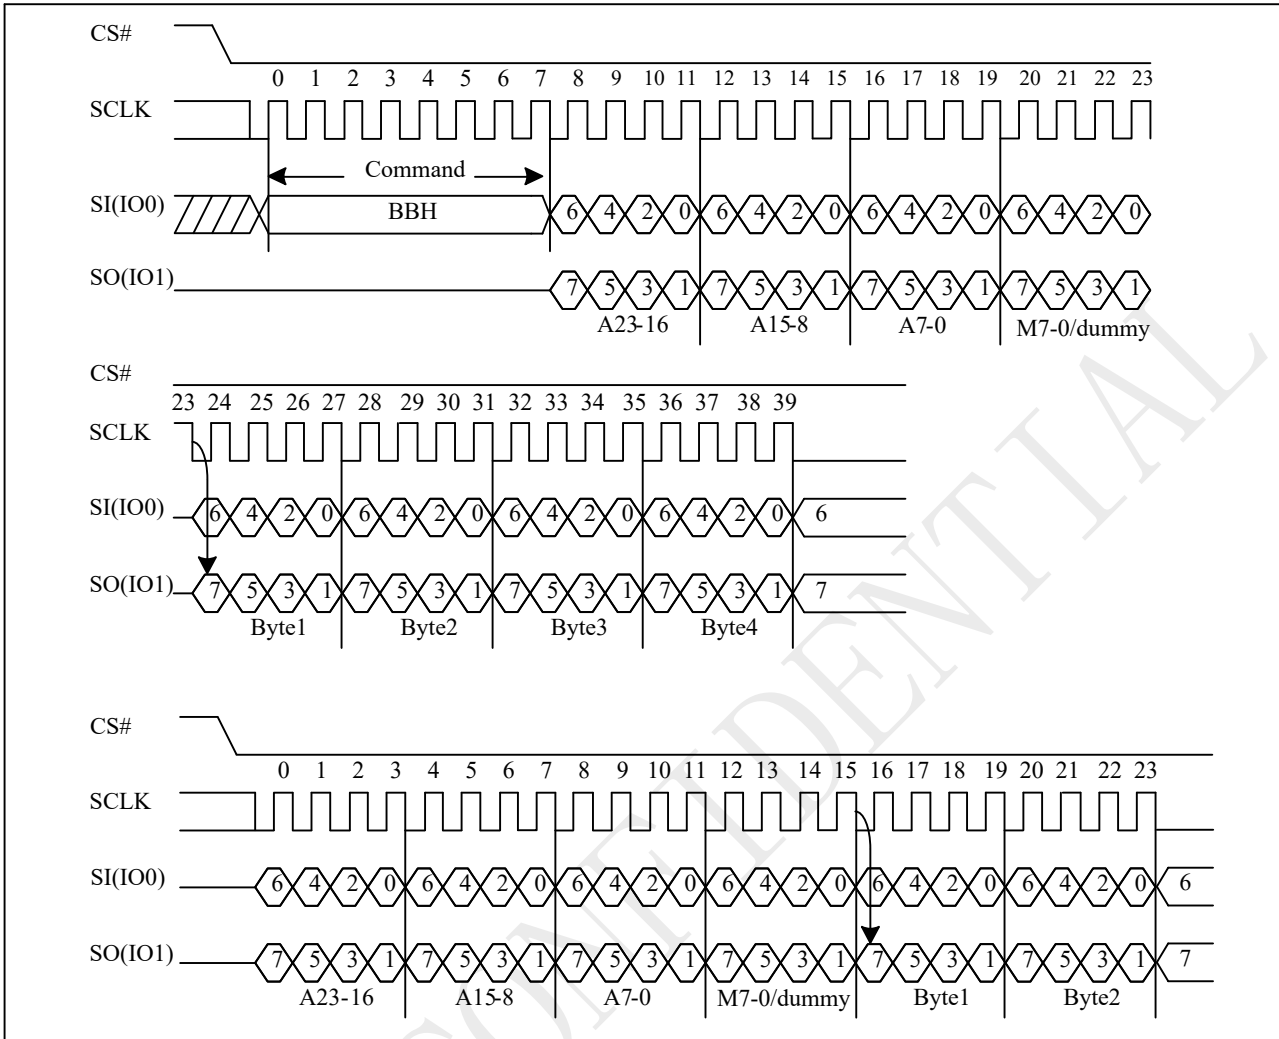 CS#
0 1 2 3 4 5 6 7 8 9 10 11 12 13 14 15 16 17 18 19 20 21 22 23
SCLK
Command
SI(IO0) BBH 6 4 2 0 6 4 2 0 6 4 2 0 6 4 2 0
SO(IO1) 7 5 3 1 7 5 3 1 7 5 3 1 7 5 3 1
A23-16 A15-8 A7-0 M7-0/dummy
CS#
23 24 25 26 27 28 29 30 31 32 33 34 35 36 37 38 39
SCLK
SI(IO0) 6 4 2 0 6 4 2 0 6 4 2 0 6 4 2 0 6
SO(IO1) 7 5 3 1 7 5 3 1 7 5 3 1 7 5 3 1 7
Byte1 Byte2 Byte3 Byte4
CS#
0 1 2 3 4 5 6 7 8 9 10 11 12 13 14 15 16 17 18 19 20 21 22 23
SCLK
SI(IO0) 6 4 2 0 6 4 2 0 6 4 2 0 6 4 2 0 6 4 2 0 6 4 2 0 6
SO(IO1) 7 5 3 1 7 5 3 1 7 5 3 1 7 5 3 1 7 5 3 1 7 5 3 1 7
A23-16 A15-8 A7-0 M7-0/dummy Byte1 Byte2
CONFIDENTIAL